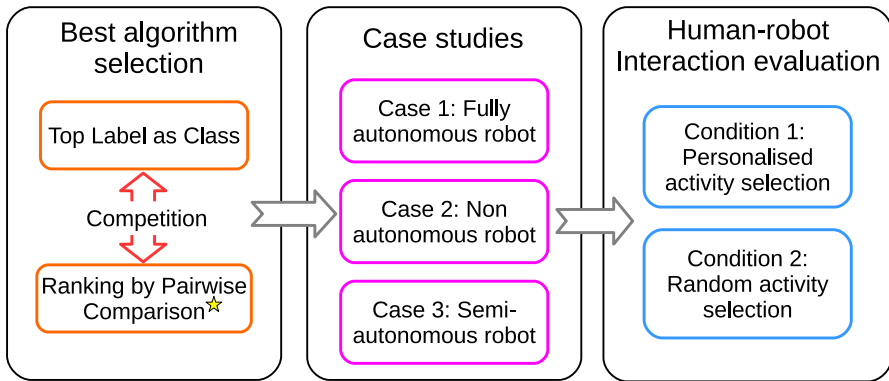 Best algorithm
selection
Top Label as Class
Competition
Ranking by Pairwise
Comparison
Case studies
Case 1: Fully
autonomous robot
Case 2: Non
autonomous robot
Case 3: Semi-
autonomous robot
Human-robot
Interaction evaluation
Condition 1:
Personalised
activity selection
Condition 2:
Random activity
selection